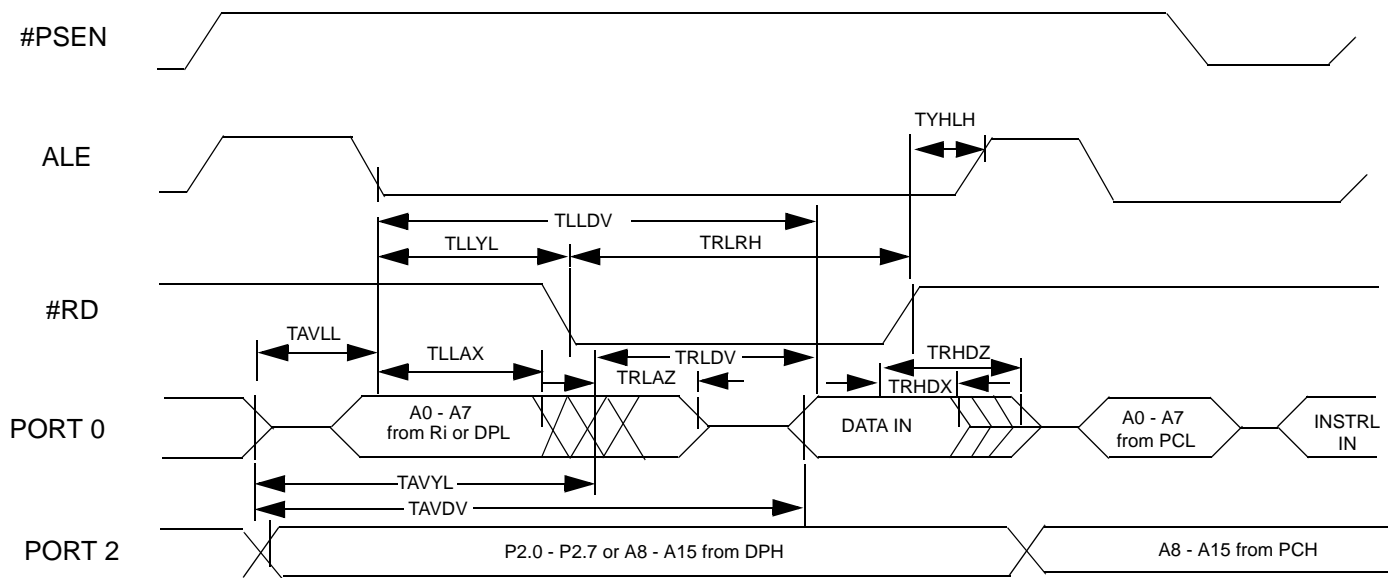 #PSEN
TYHLH
ALE
TLLDV
TLLYL
TRLRH
#RD
TAVLL
TLLAX
TRLDV
TRHDZ
TRLAZ
TRHDX
PORT 0
A0 - A7
from Ri or DPL
DATA IN
A0 - A7
from PCL
INSTRL
IN
TAVYL
TAVDV
PORT 2
P2.0 - P2.7 or A8 - A15 from DPH
A8 - A15 from PCH